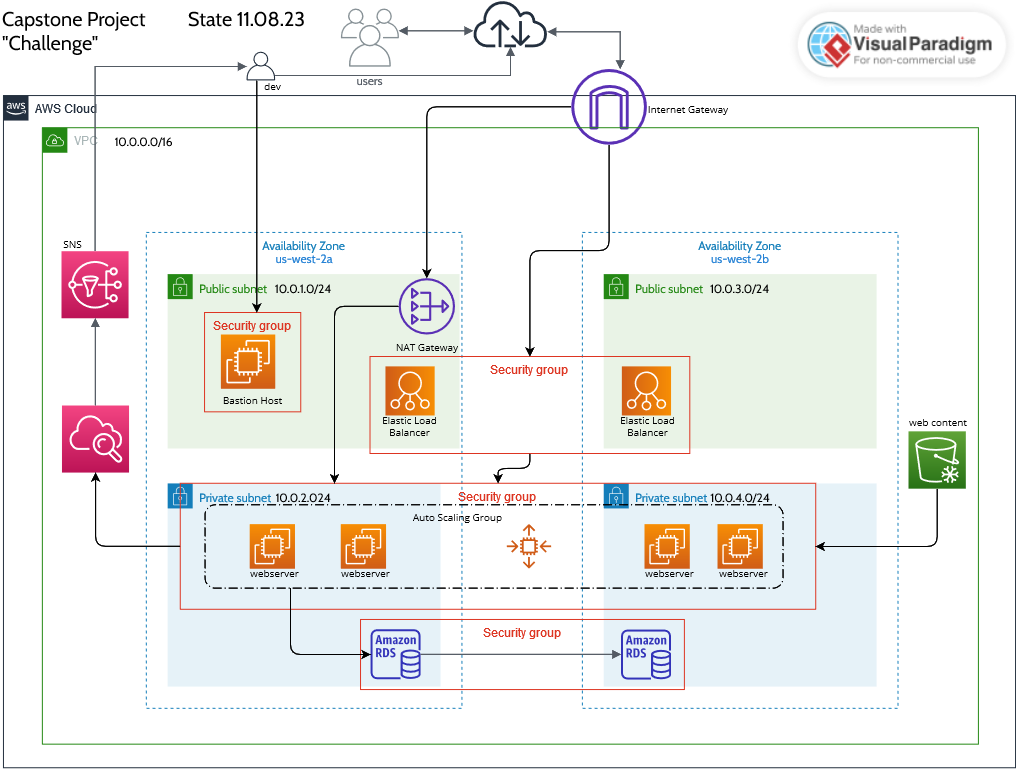 Capstone Project
State 11.08.23
"Challenge"
Made with
Visual Paradigm
For non-commercial use
users
dev
aws
AWS Cloud
Internet Gateway
VPC
10.0.0.0/16
SNS
Availability Zone
us-west-2a
Availability Zone
us-west-2b
Public subnet 10.0.1.0/24
Public subnet 10.0.3.0/24
Security group
Bastion Host
NAT Gateway
Security group
Elastic Load
Balancer
Elastic Load
Balancer
web content
Private subnet 10.0.2.024
Security group
Private subnet 10.0.4.0/24
Auto Scaling Group
webserver
webserver
webserver
webserver
Security group
Amazon
RDS
Amazon
RDS